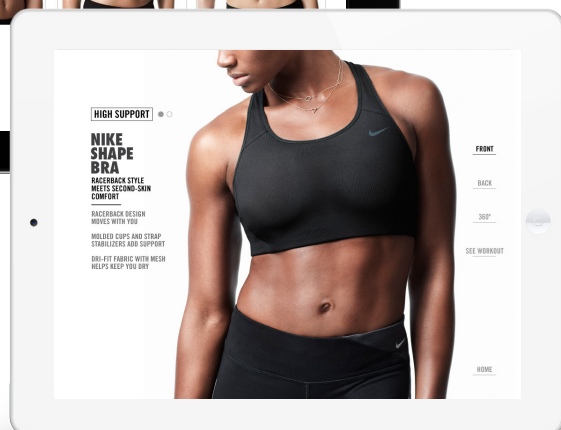 HIGH SUPPORT
NIKE
SHAPE
BRA
RACERBACK STYLE
MEETS SECOND-SKIN
COMFORT
RACERBACK DESIGN
MOVES WITH YOU
MOLDED CUPS AND STRAP
STABILIZERS ADD SUPPORT
DRI-FIT FABRIC WITH MESH
HELPS KEEP YOU DRY
FRONT
BACK
360°
SEE WORKOUT
HOME